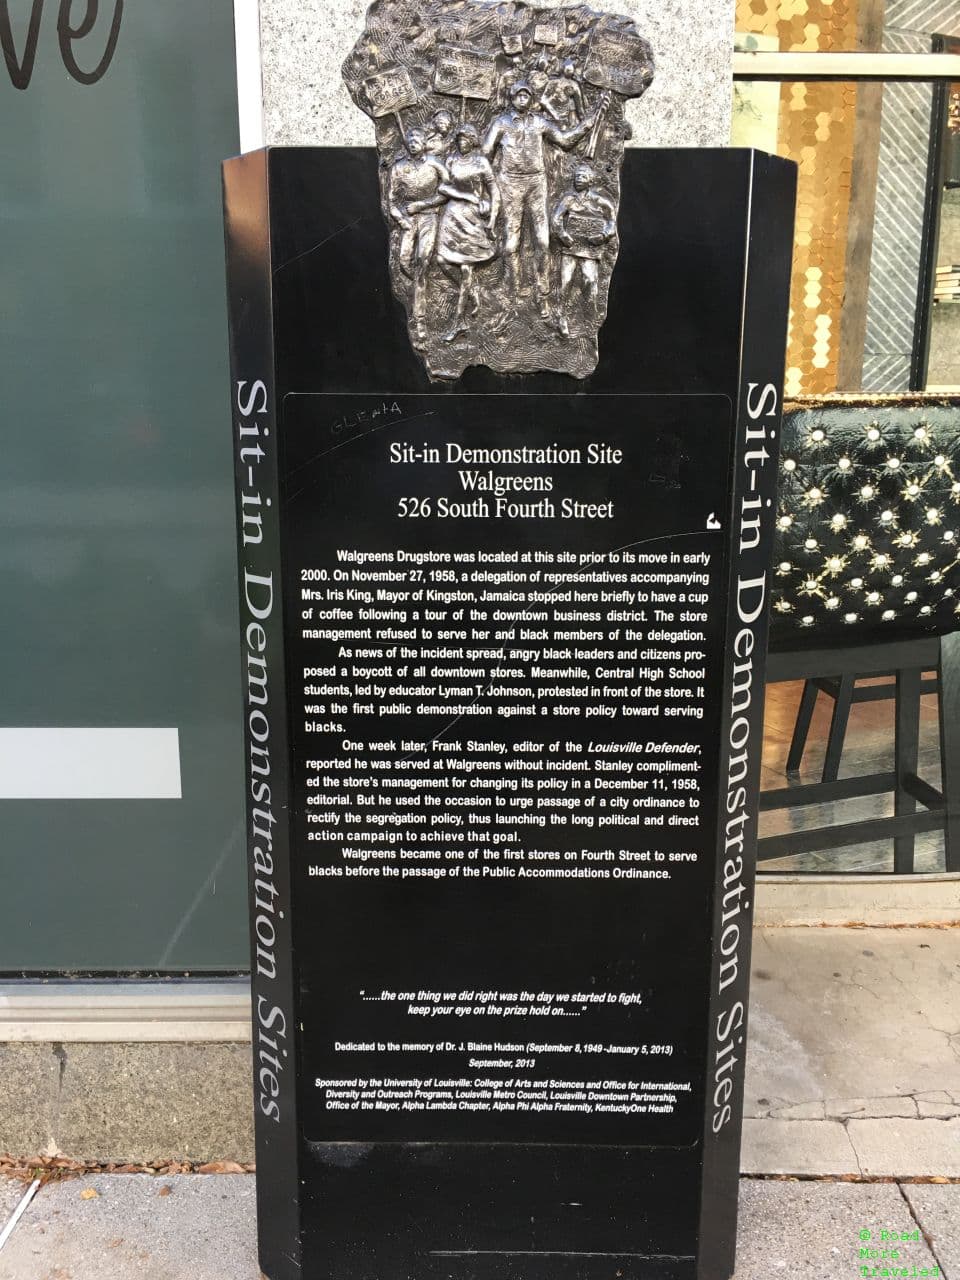 ve
GLENA
Sit-in Demonstration Sites
Sit-in Demonstration Sites
Sit-in Demonstration Site
Walgreens
526 South Fourth Street
Walgreens Drugstore was located at this site prior to its move in early
2000. On November 27, 1958, a delegation of representatives accompanying
Mrs. Iris King, Mayor of Kingston, Jamaica stopped here briefly to have a cup
of coffee following a tour of the downtown business district. The store
management refused to serve her and black members of the delegation.
As news of the incident spread, angry black leaders and citizens pro-
posed a boycott of all downtown stores. Meanwhile, Central High School
students, led by educator Lyman T. Johnson, protested in front of the store. It
was the first public demonstration against a store policy toward serving
blacks.
One week later, Frank Stanley, editor of the Louisville Defender,
reported he was served at Walgreens without incident. Stanley compliment-
ed the store's management for changing its policy in a December 11, 1958,
editorial. But he used the occasion to urge passage of a city ordinance to
rectify the segregation policy, thus launching the long political and direct
action campaign to achieve that goal.
Walgreens became one of the first stores on Fourth Street to serve
blacks before the passage of the Public Accommodations Ordinance.
"......the one thing we did right was the day we started to fight,
keep your eye on the prize hold on......"
Dedicated to the memory of Dr. J. Blaine Hudson (September 8, 1949 -January 5, 2013)
September, 2013
Sponsored by the University of Louisville: College of Arts and Sciences and Office for International,
Diversity and Outreach Programs, Louisville Metro Council, Louisville Downtown Partnership,
Office of the Mayor, Alpha Lambda Chapter, Alpha Phi Alpha Fraternity, KentuckyOne Health
© Road
More
Traveled